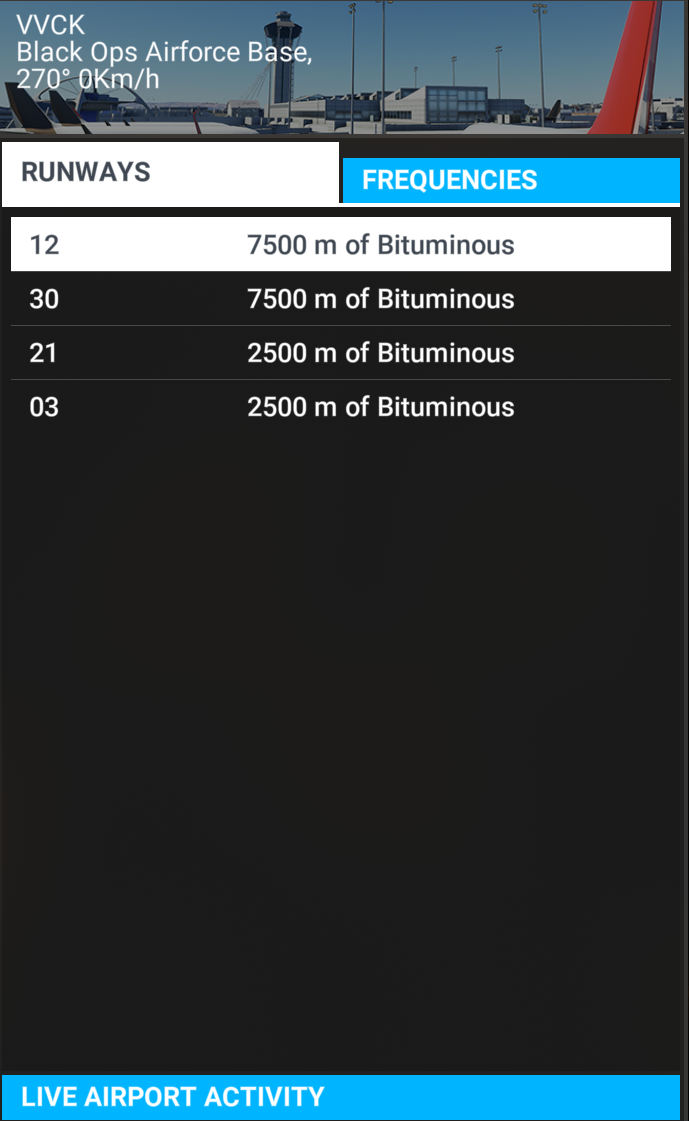 VVCK
Black Ops Airforce Base,
270° 0Km/h
RUNWAYS
FREQUENCIES
12 7500 m of Bituminous
30 7500 m of Bituminous
21 2500 m of Bituminous
03 2500 m of Bituminous
LIVE AIRPORT ACTIVITY